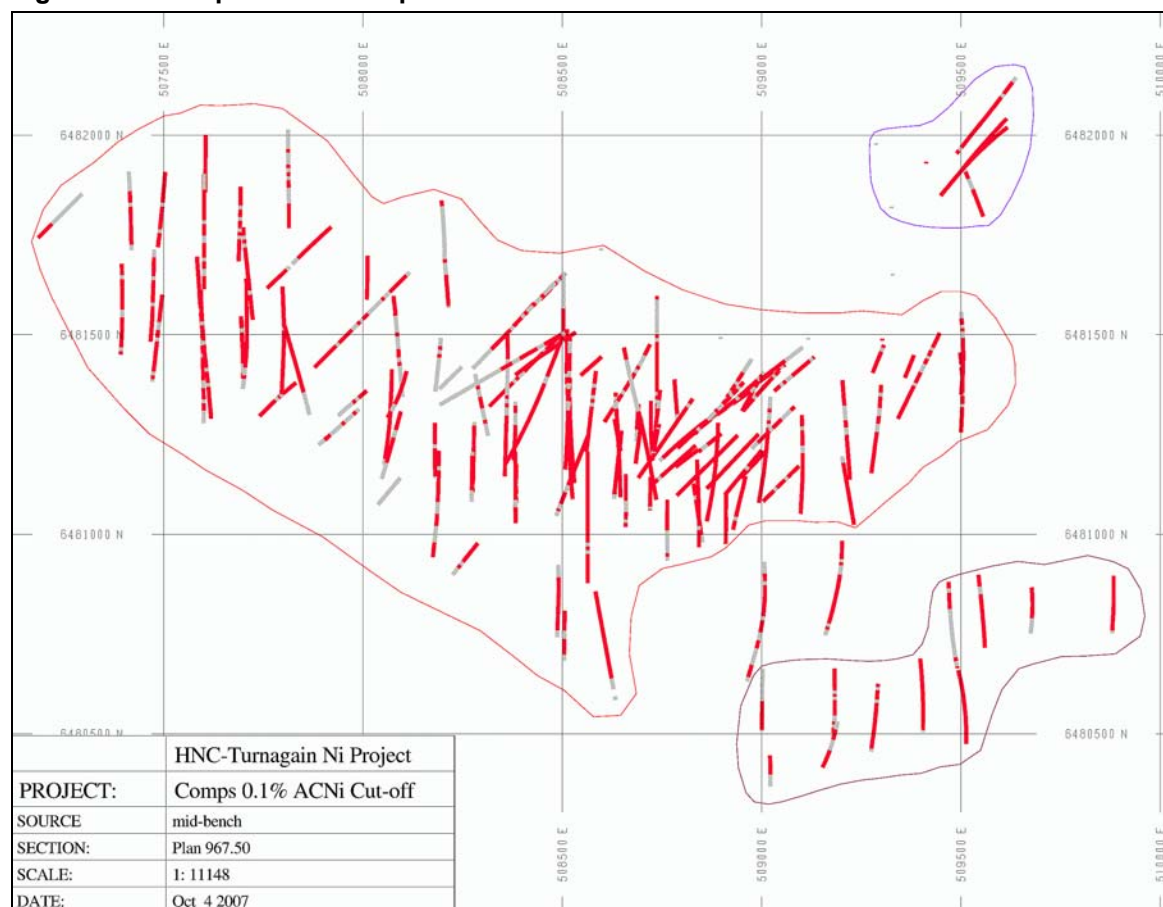 507500 E
508000 E
508500 E
509000 E
509500 E
510000 E
6482000 N
6482000 N
6481500 N
6481500 N
6481000 N
6481000 N
6480500 N
6480500 N
508500 E
509000 E
509500 E
510000 E
HNC-Turnagain Ni Project
PROJECT: Comps 0.1% ACNi Cut-off
SOURCE mid-bench
SECTION: Plan 967.50
SCALE: 1: 11148
DATE: Oct 4 2007